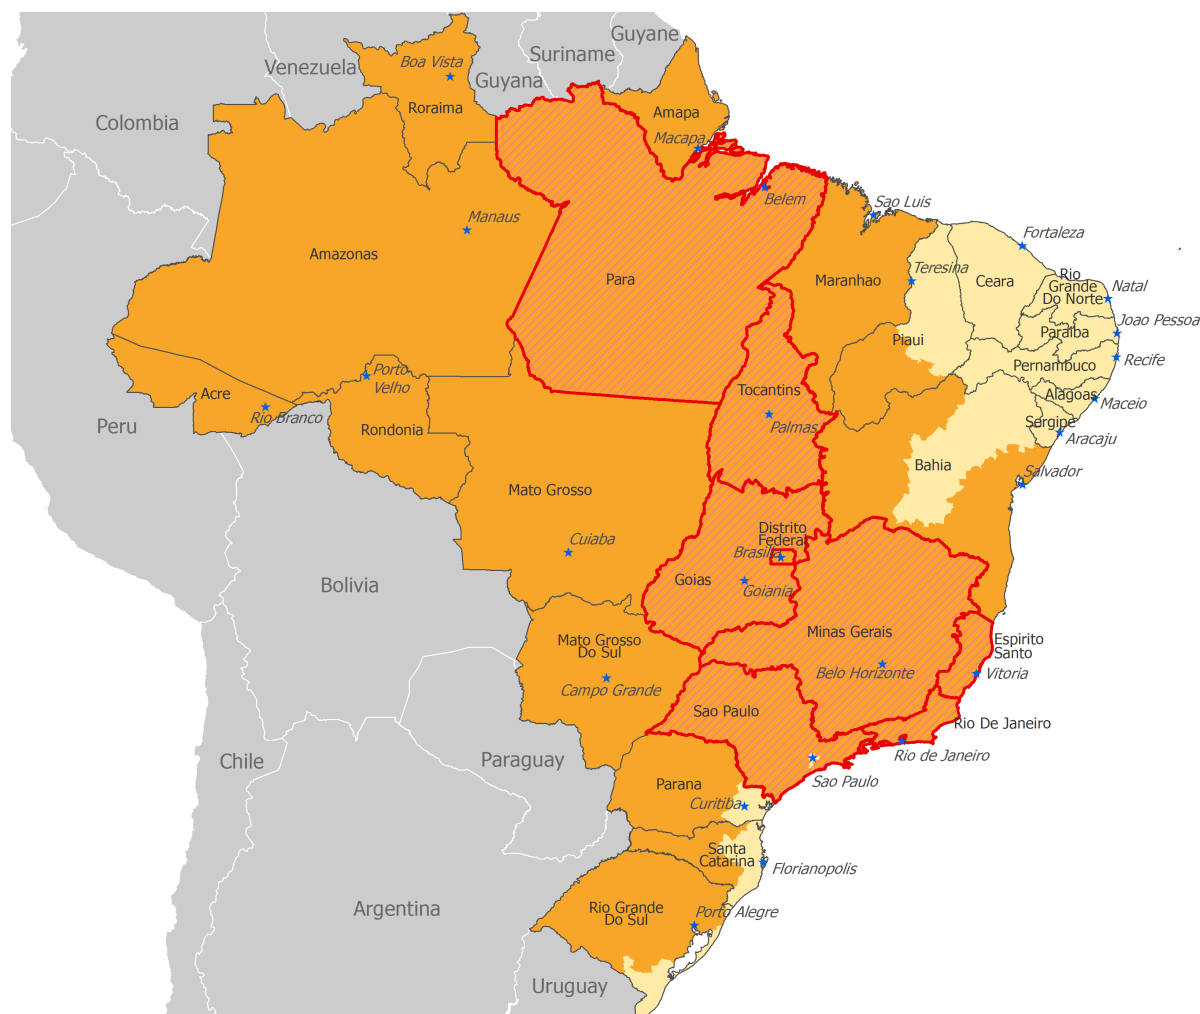 Guyane
Suriname
Boa Vista
Venezuela
Guyana
Roraima
Amapa
Colombia
Macapa
Belem
Sao Luis
Manaus
Fortaleza
Amazonas
Teresina
Rio
Grande
Do Norte
Para
Maranhao
Ceara
Natal
Joao Pessoa
Paraiba
Piaui
Recife
Pernambuco
Porto
Velho
Acre
Tocantins
Alagoas
Maceio
Rio Branco
Peru
Rondonia
Palmas
Sergipe
Aracaju
Bahia
Salvador
Mato Grosso
Distrito
Federal
Cuiaba
Brasilia
Bolivia
Goias
Goiania
Minas Gerais
Espirito
Santo
Mato Grosso
Do Sul
Belo Horizonte
Vitoria
Campo Grande
Sao Paulo
Rio De Janeiro
Chile
Paraguay
Rio de Janeiro
Sao Paulo
Parana
Curitiba
Santa
Catarina
Florianopolis
Argentina
Rio Grande
Do Sul
Porto Alegre
Uruguay